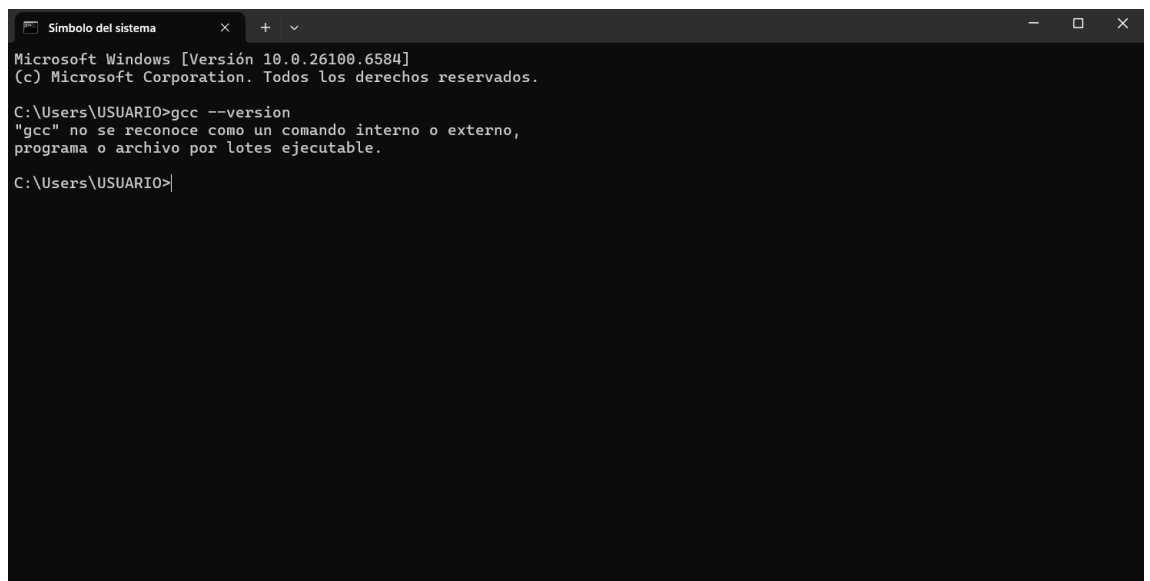 Símbolo del sistema
Microsoft Windows [Versión 10.0.26100.6584]
(c) Microsoft Corporation. Todos los derechos reservados.
C:\Users\USUARIO>gcc --version
"gcc" no se reconoce como un comando interno o externo,
programa o archivo por lotes ejecutable.
C:\Users\USUARIO>